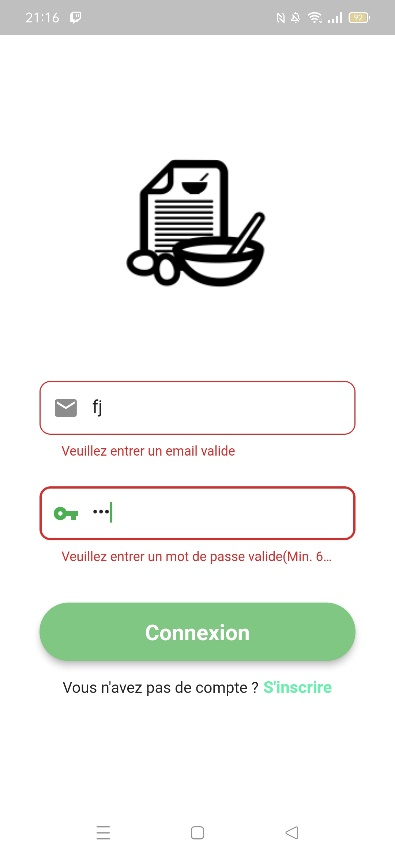 21:16
92
fj
Veuillez entrer un email valide
•••
Veuillez entrer un mot de passe valide(Min. 6…
Connexion
Vous n'avez pas de compte ? S'inscrire